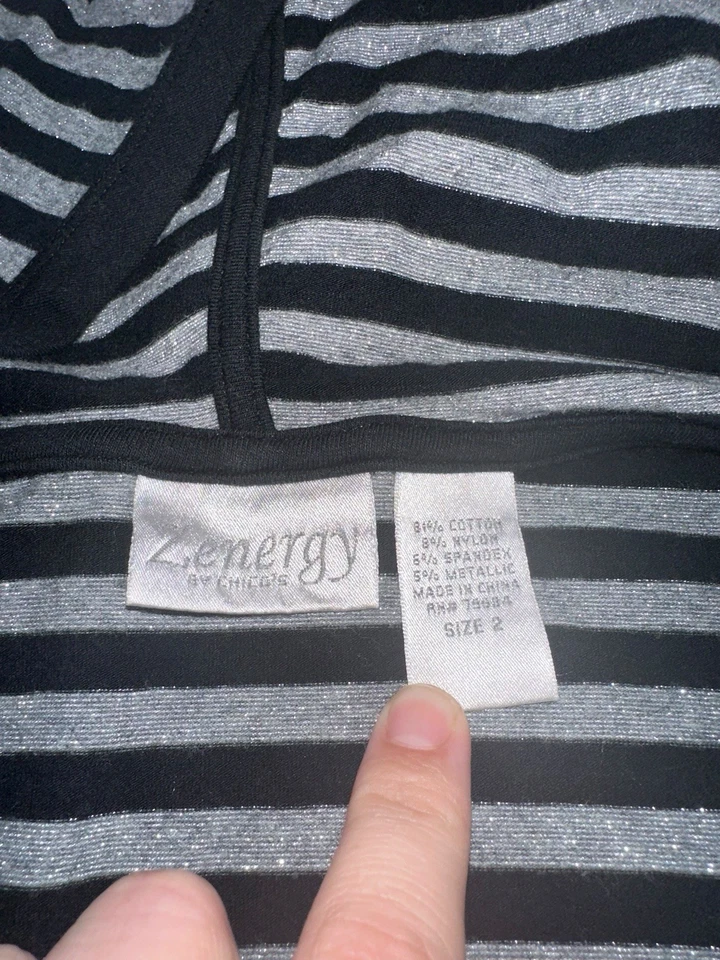 Zenergy
BY CHICO'S
81% COTTON
8% NYLON
6% SPANDEX
5% METALLIC
MADE IN CHINA
RN# 79984
SIZE 2